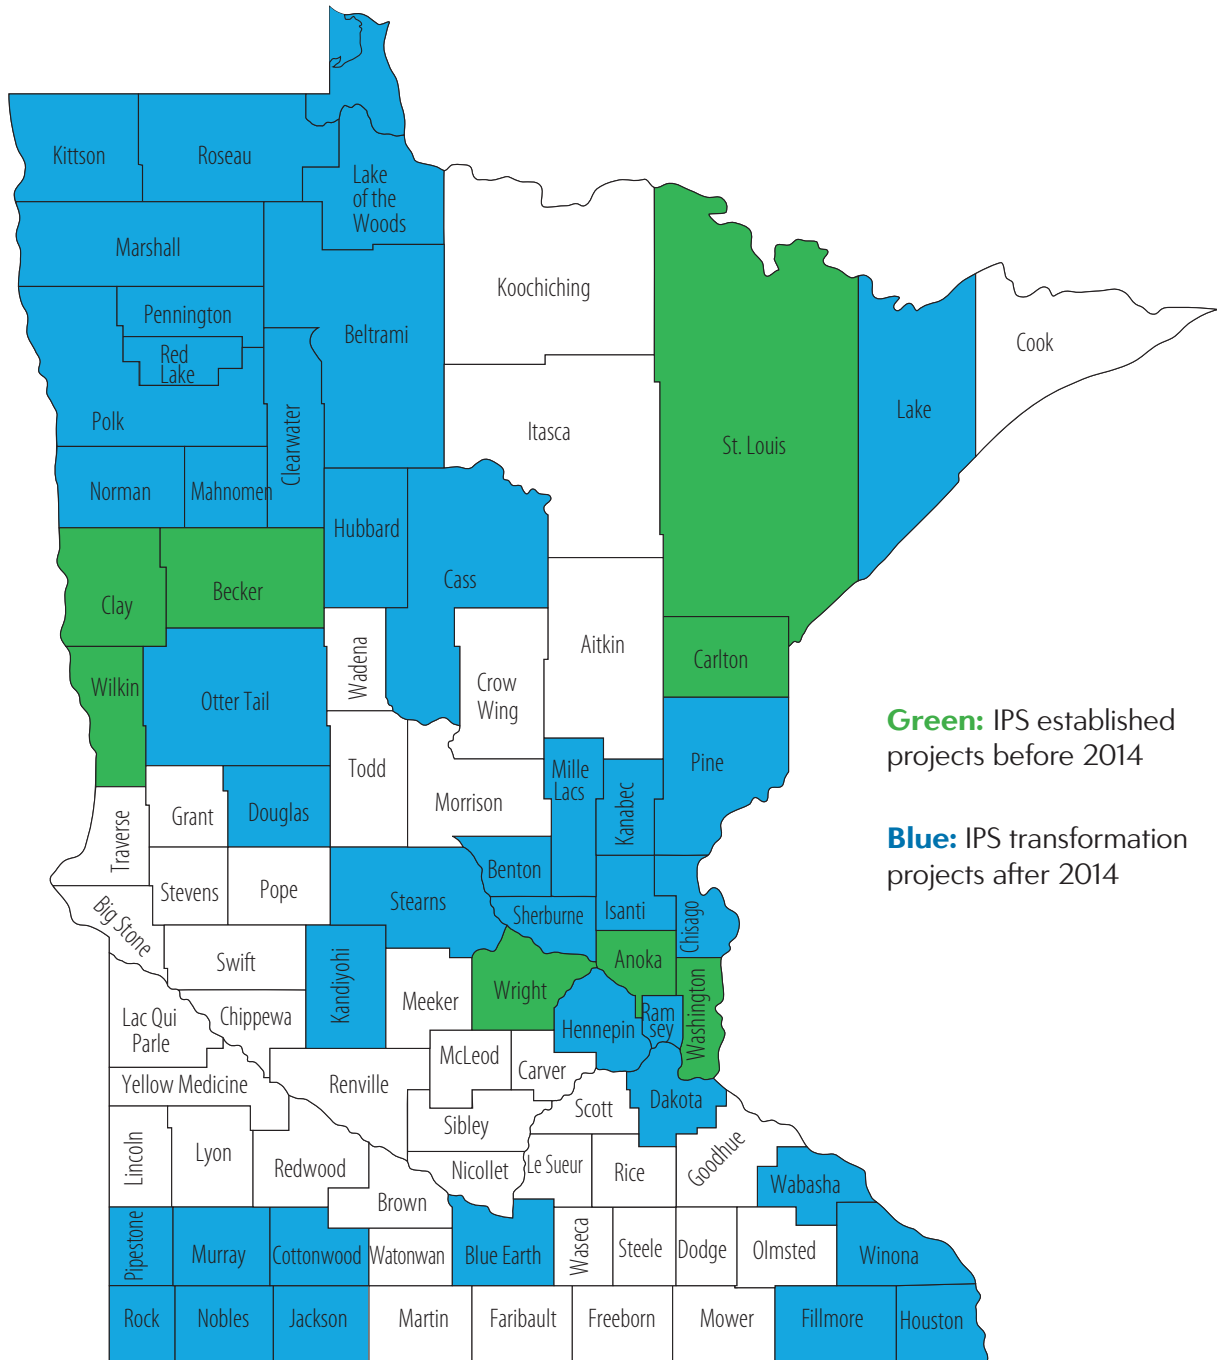 Kittson
Roseau
Lake
of the
Woods
Marshall
Koochiching
Pennington
Beltrami
Cook
Red
Lake
Polk
Lake
Itasca
St. Louis
Clearwater
Norman
Mahnomen
Hubbard
Cass
Clay
Becker
Aitkin
Carlton
Wadena
Wilkin
Otter Tail
Crow
Wing
Green: IPS established
projects before 2014
Todd
Mille
Lacs
Pine
Morrison
Kanabec
Grant
Douglas
Traverse
Blue: IPS transformation
projects after 2014
Benton
Stevens
Pope
Stearns
Sherburne
Isanti
Chisago
Big Stone
Swift
Kandiyohi
Anoka
Meeker
Wright
Washington
Lac Qui
Parle
Chippewa
Hennepin
Ram
sey
McLeod
Carver
Yellow Medicine
Renville
Dakota
Scott
Sibley
Lincoln
Lyon
Redwood
Nicollet
Le Sueur
Rice
Goodhue
Wabasha
Brown
Pipestone
Murray
Cottonwood
Watonwan
Blue Earth
Waseca
Steele
Dodge
Olmsted
Winona
Rock
Nobles
Jackson
Martin
Faribault
Freeborn
Mower
Fillmore
Houston